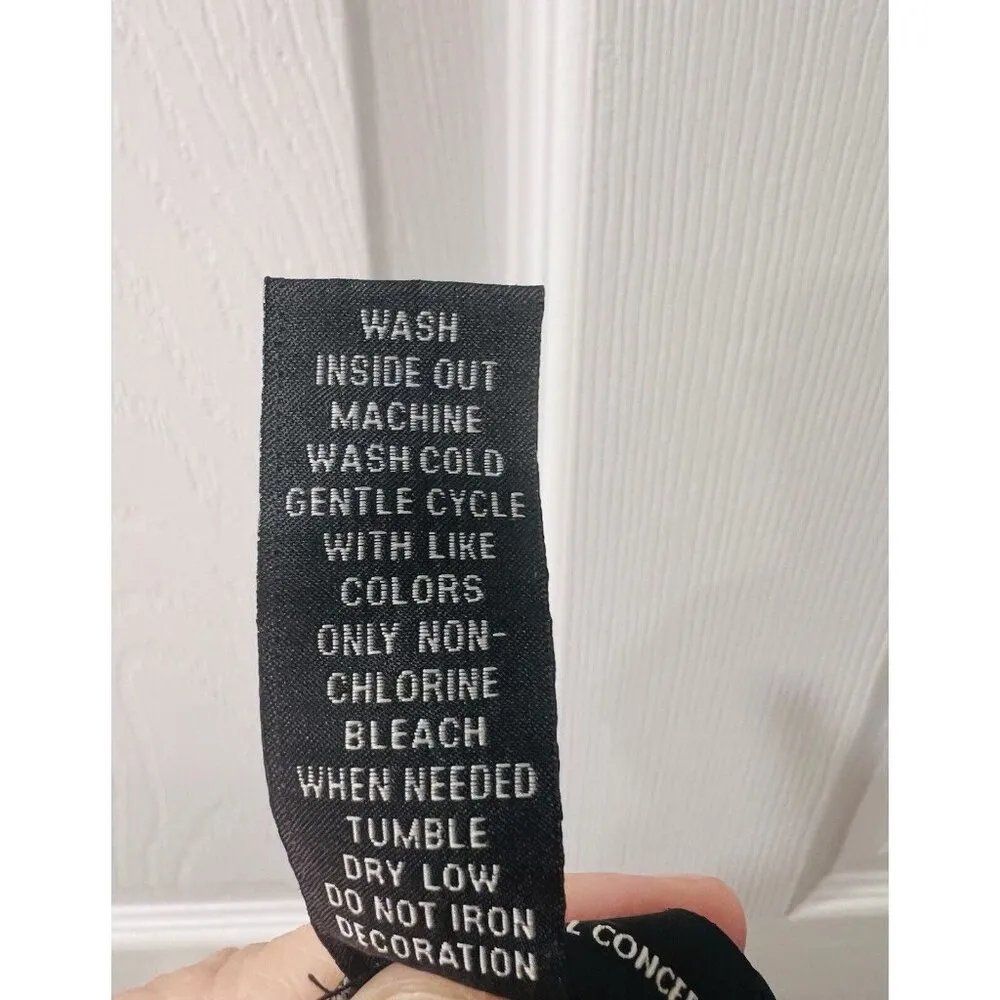 WASH
INSIDE OUT
MACHINE
WASH COLD
GENTLE CYCLE
WITH LIKE
COLORS
ONLY NON-
CHLORINE
BLEACH
WHEN NEEDED
TUMBLE
DRY LOW
DO NOT IRON
DECORATION